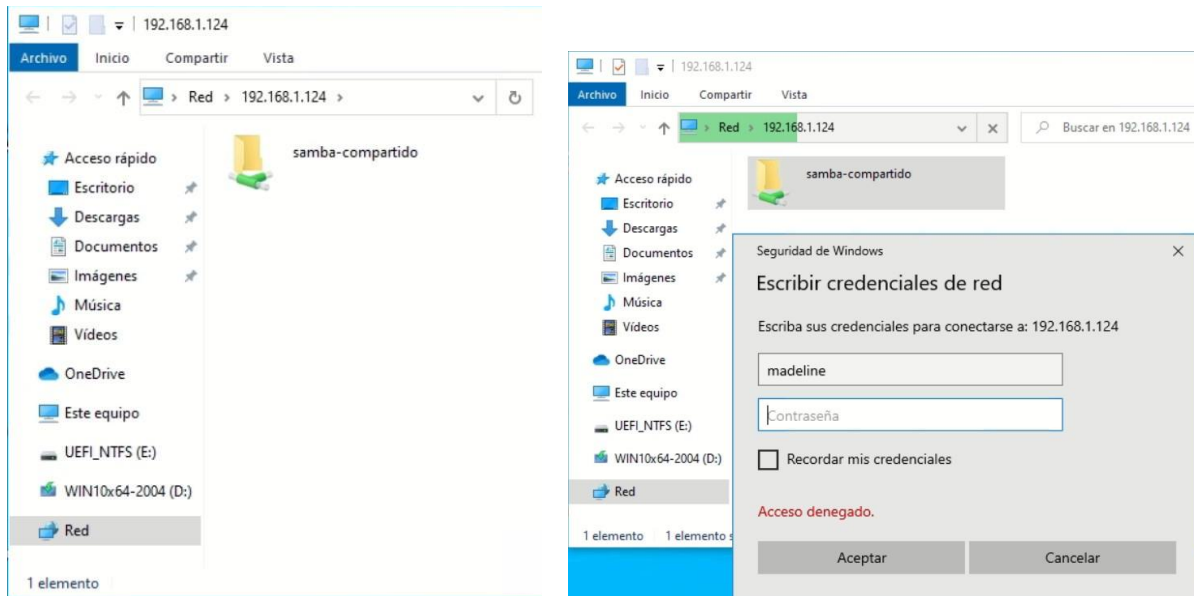 192.168.1.124
Archivo Inicio Compartir Vista
Red > 192.168.1.124 >
Acceso rápido
Escritorio
Descargas
Documentos
Imágenes
Música
Vídeos
OneDrive
Este equipo
UEFI_NTFS (E:)
WIN10x64-2004 (D:)
Red
samba-compartido
1 elemento
192.168.1.124
Archivo Inicio Compartir Vista
> Red > 192.168.1.124
Buscar en 192.168.1.124
Acceso rápido
Escritorio
Descargas
Documentos
Imágenes
Música
Vídeos
OneDrive
Este equipo
UEFI_NTFS (E:)
WIN10x64-2004 (D:)
Red
samba-compartido
1 elemento 1 elemento s
Seguridad de Windows
Escribir credenciales de red
Escriba sus credenciales para conectarse a: 192.168.1.124
madeline
Contraseña
Recordar mis credenciales
Acceso denegado.
Aceptar Cancelar